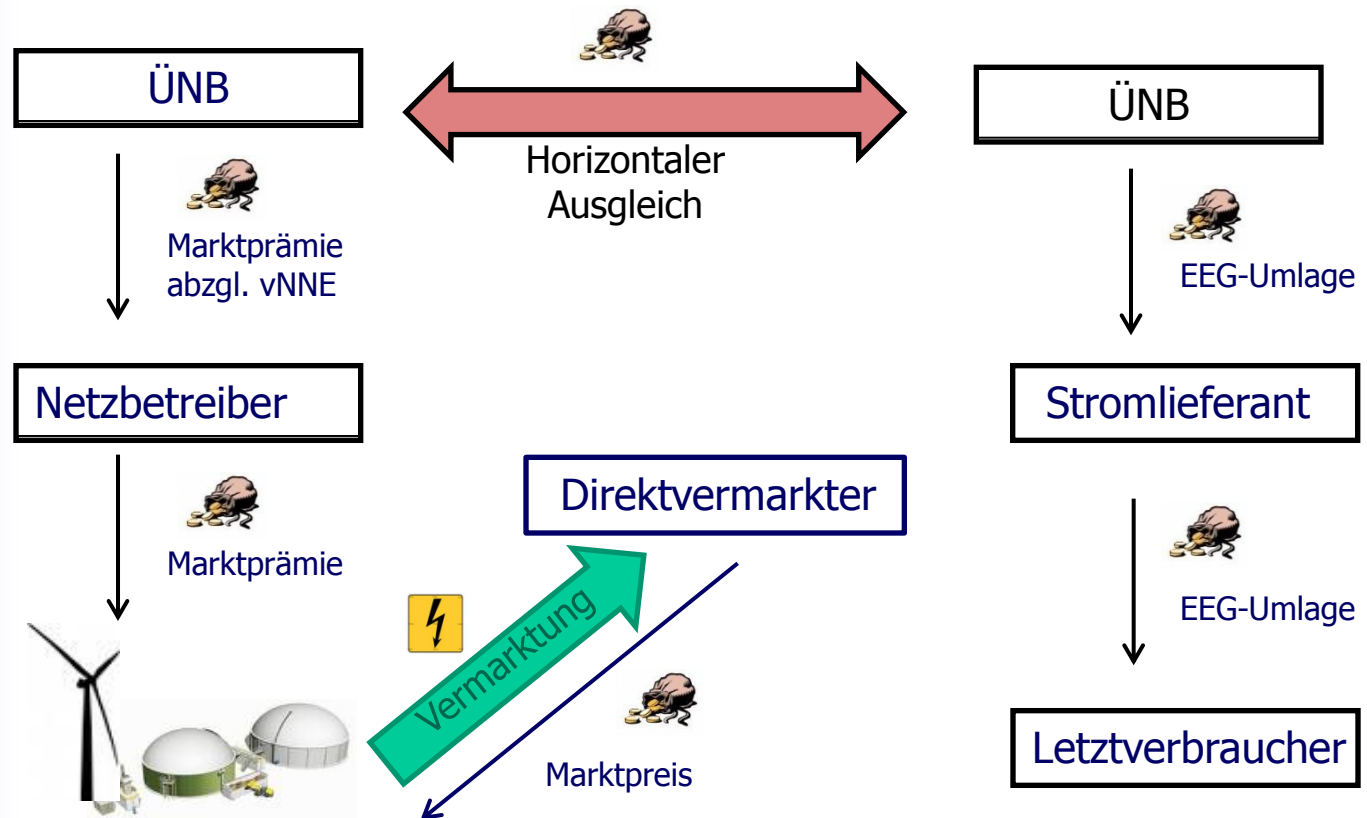 ÜNB
ÜNB
Horizontaler
Ausgleich
Marktprämie
abzgl. vNNE
EEG-Umlage
Netzbetreiber
Stromlieferant
Direktvermarkter
Marktprämie
Vermarktung
EEG-Umlage
Marktpreis
Letztverbraucher